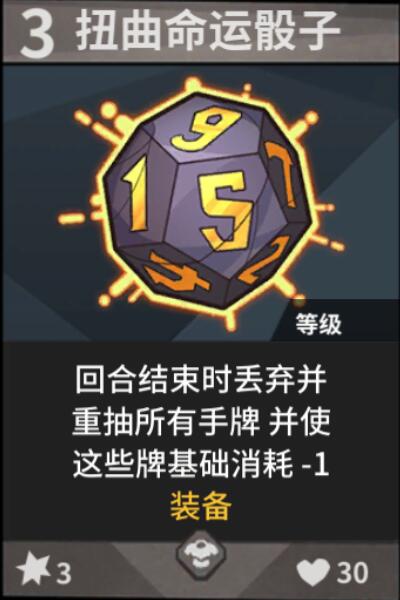 3 扭曲命运骰子
9
1 5 7
4 2
等级
回合结束时丢弃并
重抽所有手牌 并使
这些牌基础消耗 -1
装备
3 30